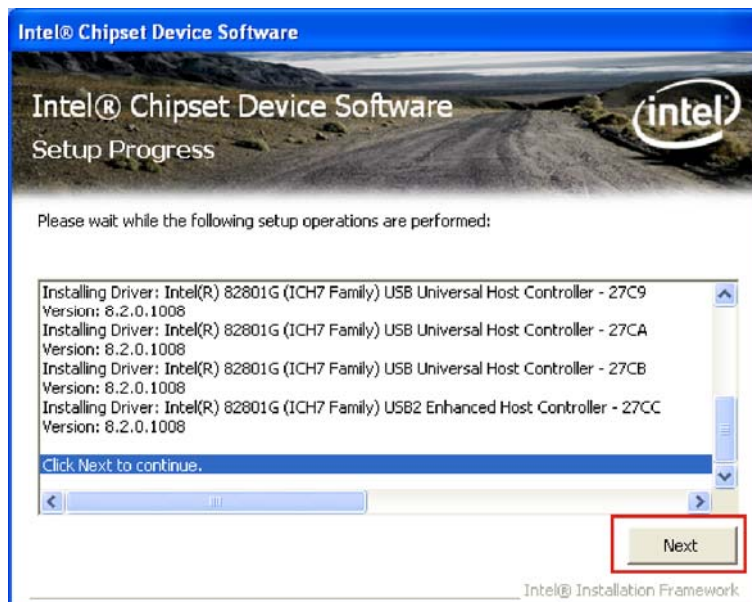 Intel® Chipset Device Software
Intel® Chipset Device Software
Setup Progress
intel
Please wait while the following setup operations are performed:
Installing Driver: Intel(R) 82801G (ICH7 Family) USB Universal Host Controller - 27C9
Version: 8.2.0.1008
Installing Driver: Intel(R) 82801G (ICH7 Family) USB Universal Host Controller - 27CA
Version: 8.2.0.1008
Installing Driver: Intel(R) 82801G (ICH7 Family) USB Universal Host Controller - 27CB
Version: 8.2.0.1008
Installing Driver: Intel(R) 82801G (ICH7 Family) USB2 Enhanced Host Controller - 27CC
Version: 8.2.0.1008
Click Next to continue.
Next
Intel® Installation Framework